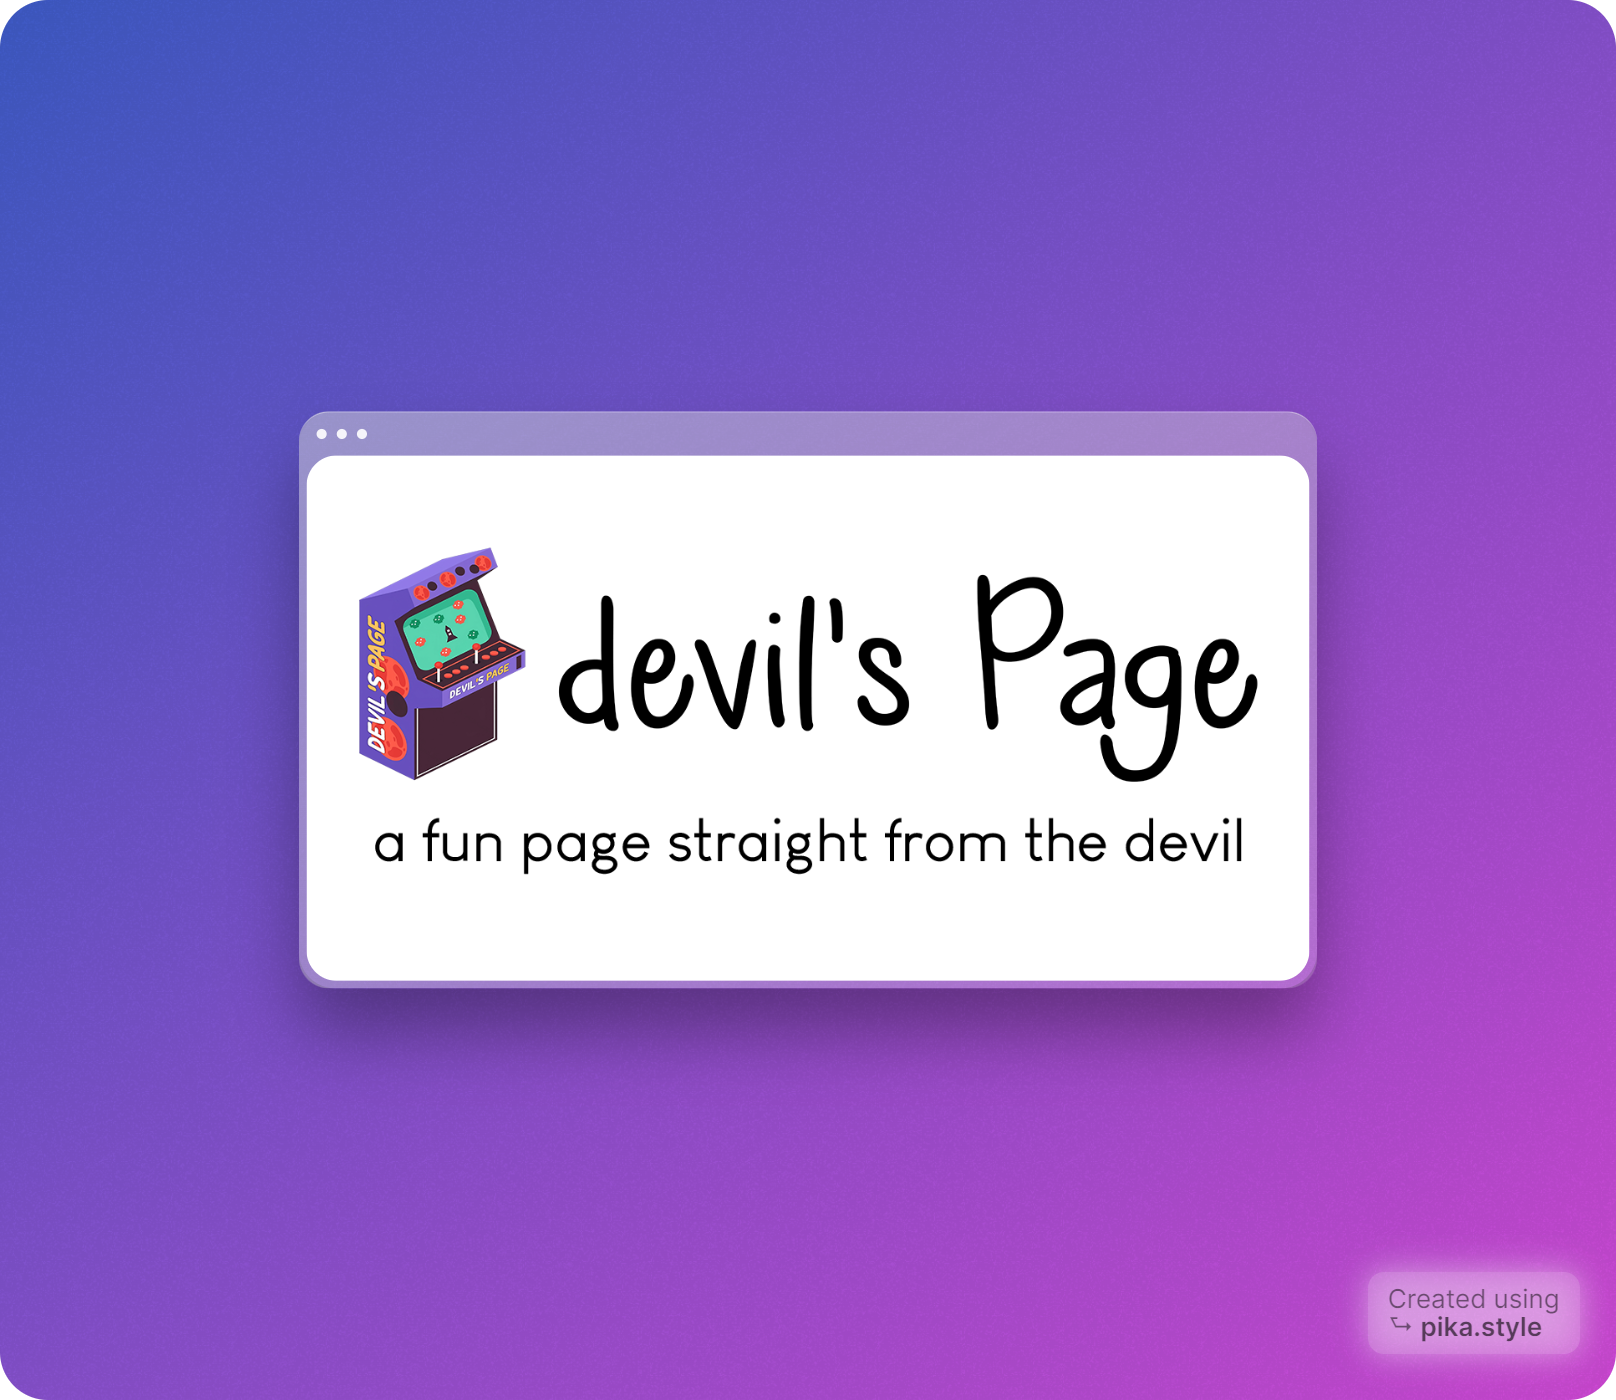 DEVIL'S PAGE
DEVIL'S PAGE
devil's Page
a fun page straight from the devil
Created using
pika.style